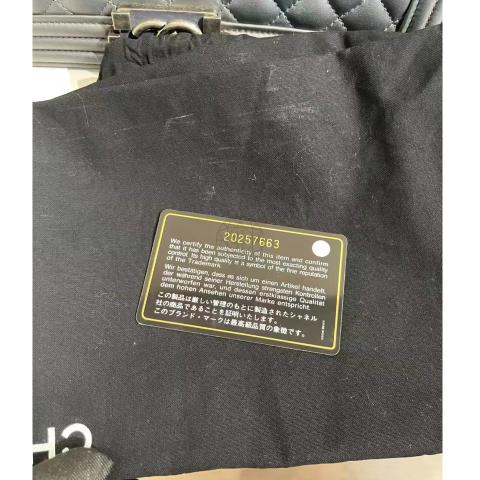 20257663
We certify the authenticity of this item and confirm
that it has been subjected to the most exacting quality
control. Its high quality is a symbol of the fine reputation
of the Trademark.
Wir bestätigen, dass es sich um einen Artikel handelt,
der während seiner Herstellung strengsten Kontrollen
unterworfen war, und dessen erstklassige Qualität
dem hohen Ansehen unserer Marke entspricht.
この製品は厳しい管理のもとに製造されたシャネル
社の商品であることを証明いたします。
このブランド・マークは最高級品質の象徴です。
CH